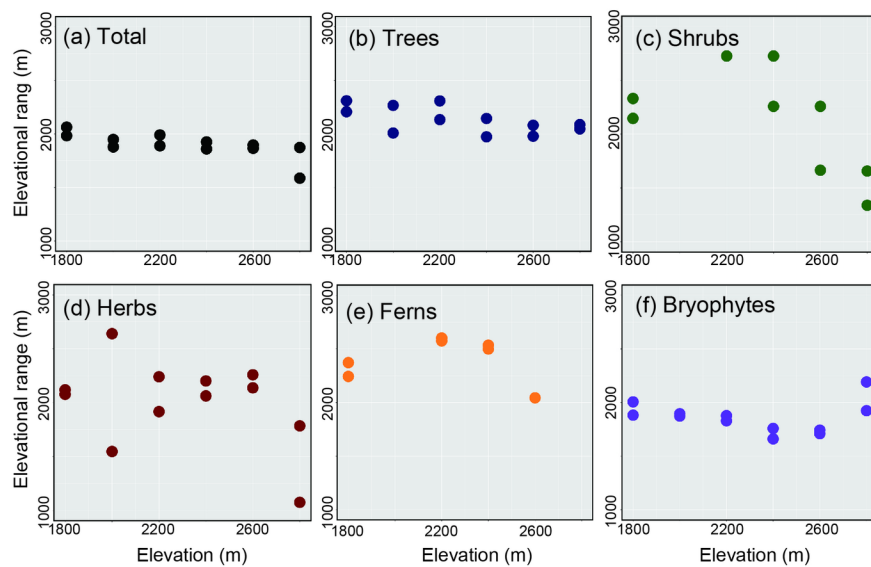 (a) Total
(b) Trees
(c) Shrubs
Elevational rang (m)
3000
2000
1000
3000
2000
1000
3000
2000
1000
1800 2200 2600
1800 2200 2600
1800 2200 2600
(d) Herbs
(e) Ferns
(f) Bryophytes
Elevational range (m)
3000
2000
1000
3000
2000
1000
3000
2000
1000
1800 2200 2600
1800 2200 2600
1800 2200 2600
Elevation (m)
Elevation (m)
Elevation (m)